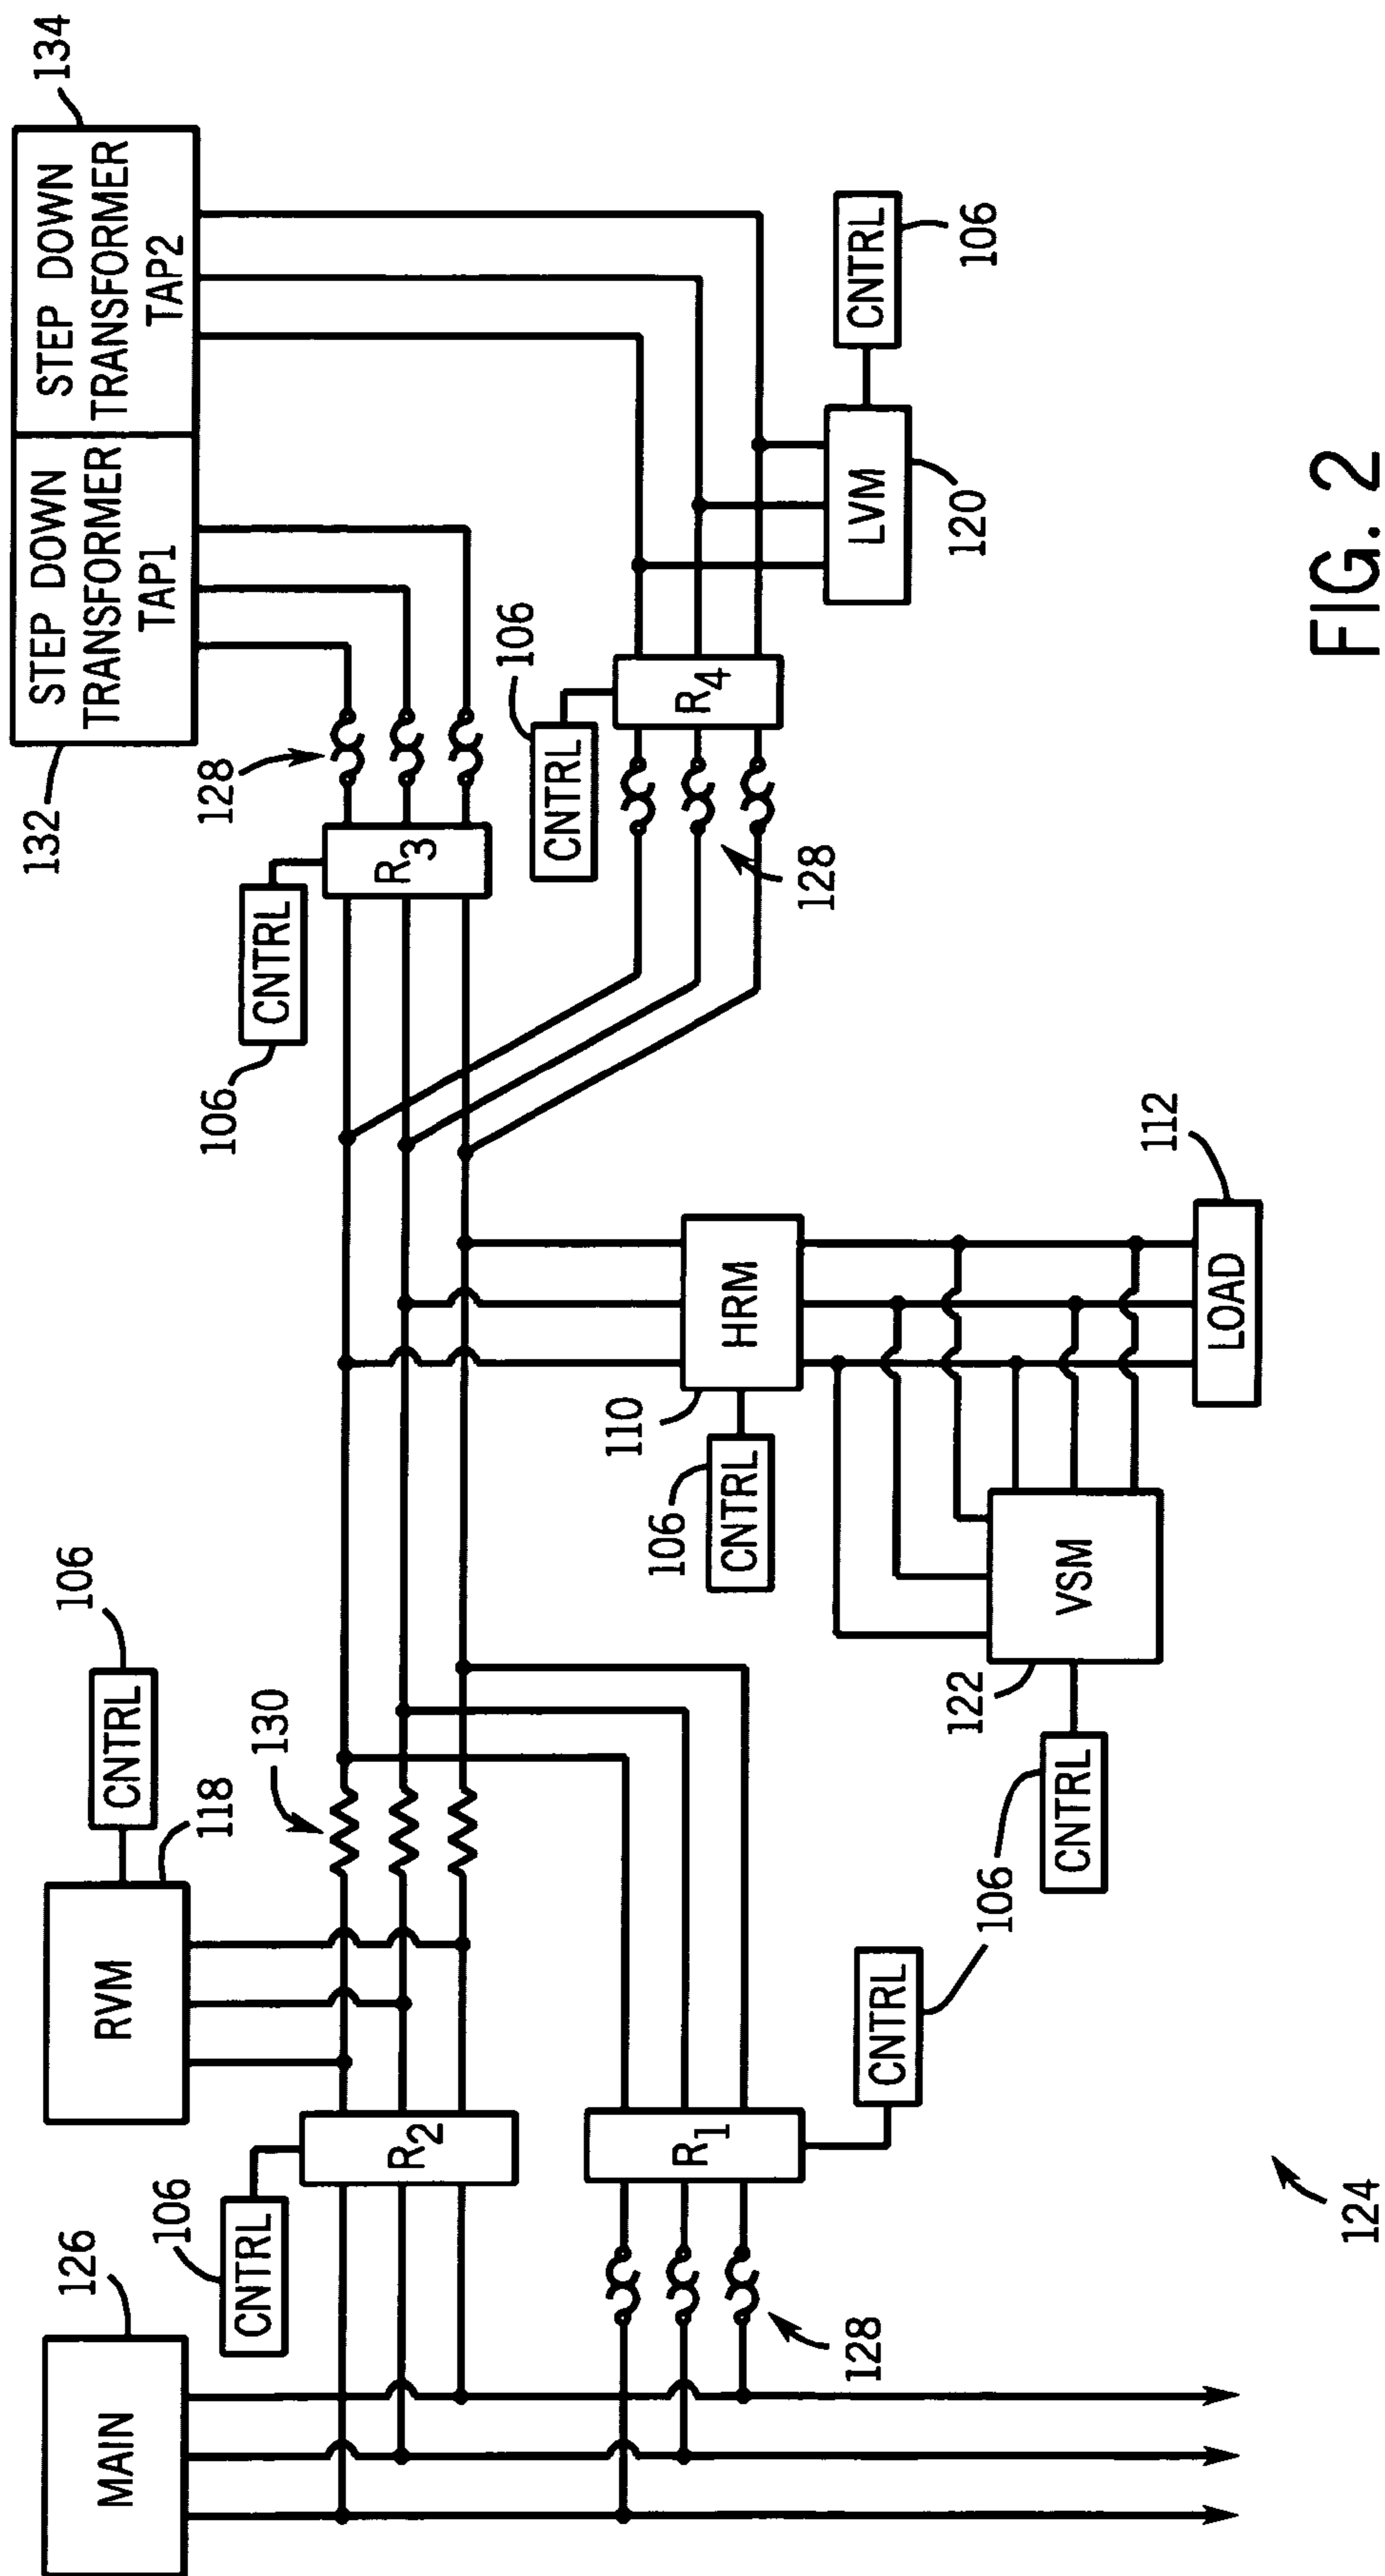 134
STEP DOWN
TRANSFORMER
TAP2
STEP DOWN
TRANSFORMER
TAP1
132
128
R3
CNTRL
106
106
CNTRL
R4
128
LVM
120
CNTRL
106
106
CNTRL
RVM
118
130
126
MAIN
106
CNTRL
R2
R1
128
CNTRL
106
CNTRL
122
VSM
110
HRM
106
CNTRL
112
LOAD
124
FIG. 2